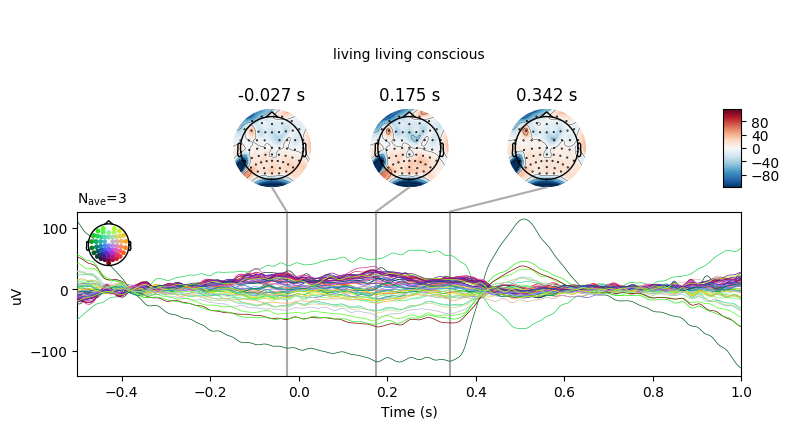 living living conscious
-0.027 s
0.175 s
0.342 s
80
40
0
−40
−80
Nave=3
100
0
−100
uV
−0.4
−0.2
0.0
0.2
0.4
0.6
0.8
1.0
Time (s)